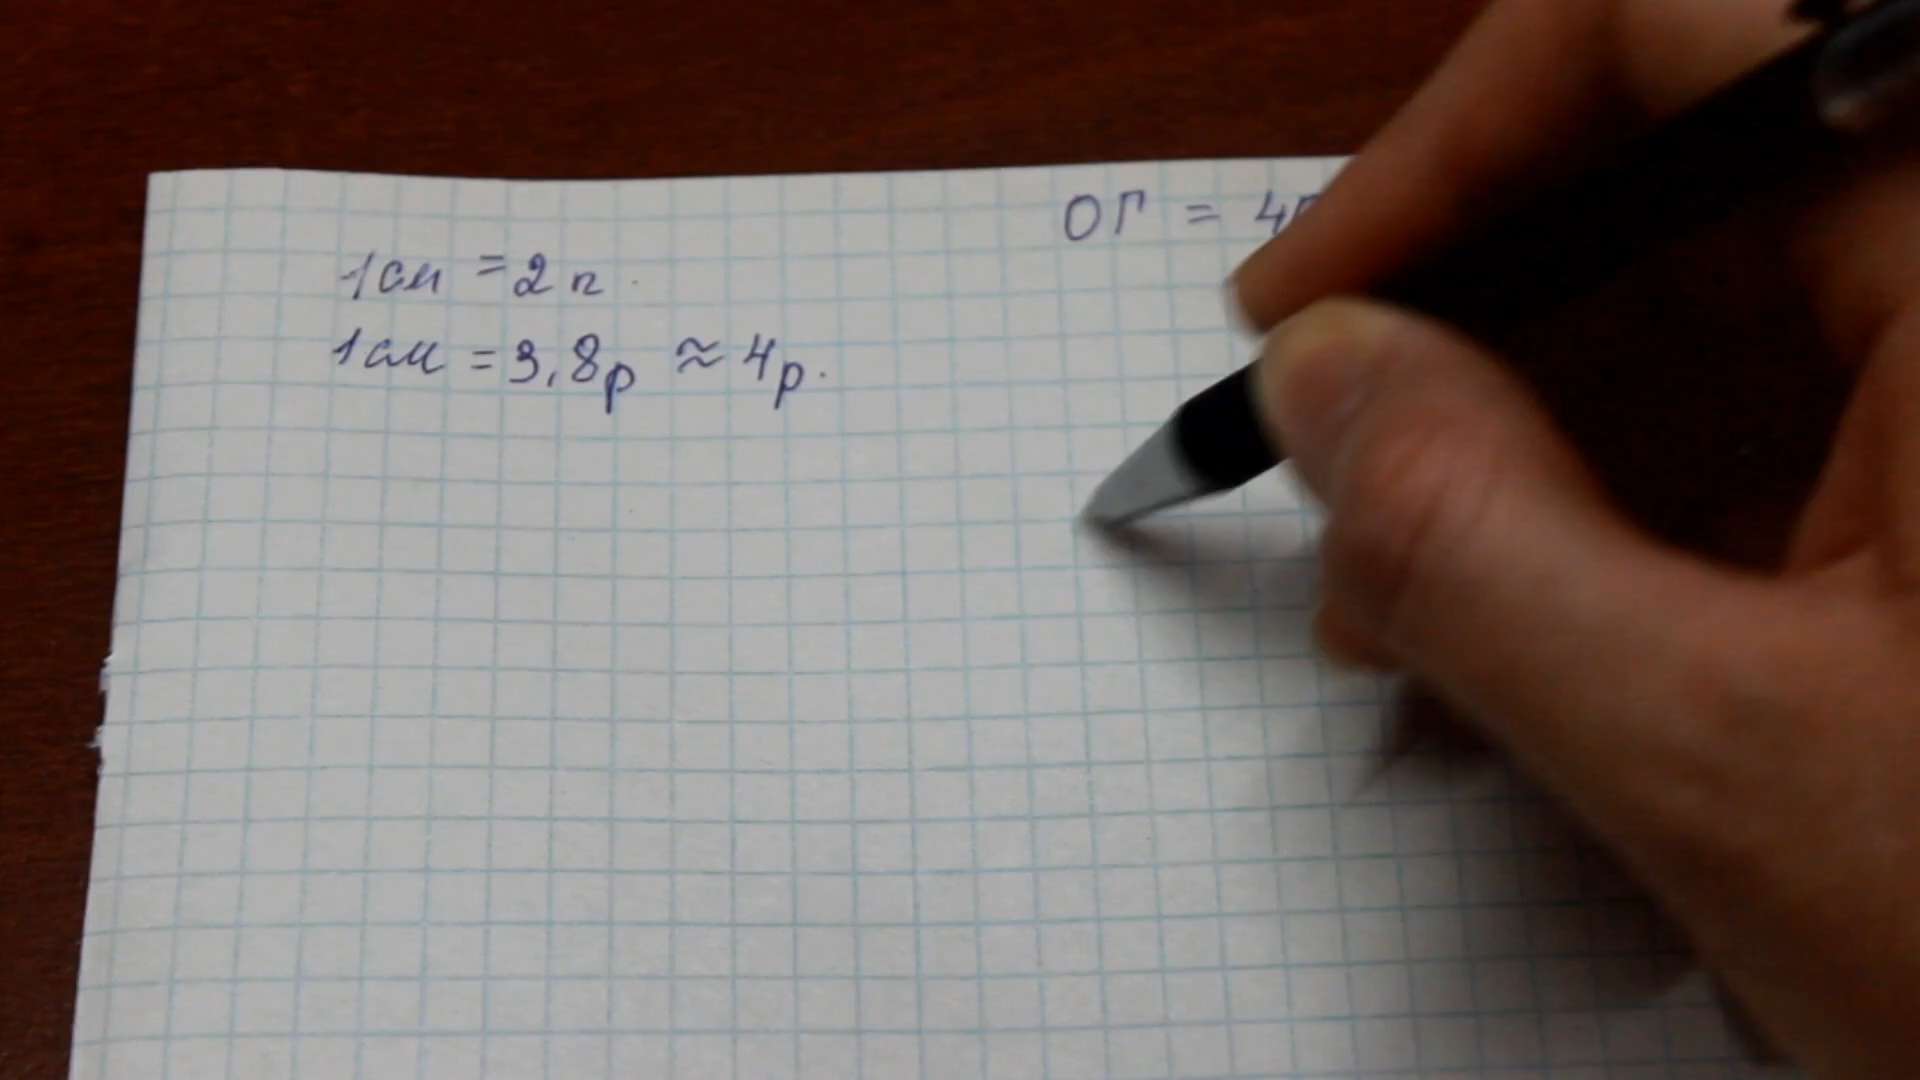 ОГ = 4
1см = 2п.
1см = 3,8р ≈ 4р.